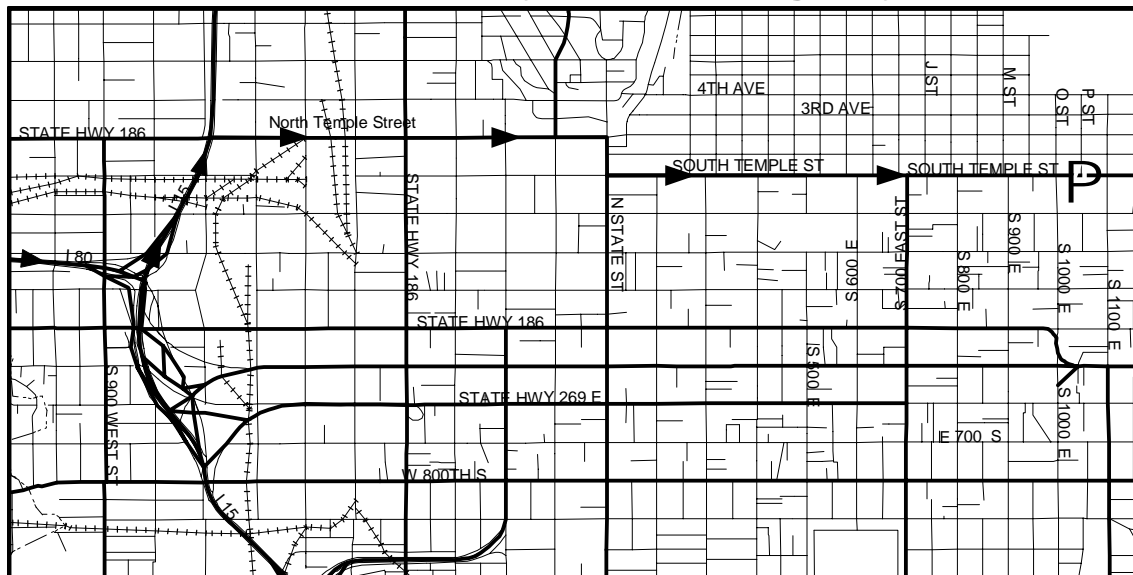 J ST
M ST
4TH AVE
3RD AVE
O ST
P ST
North Temple Street
STATE HWY 186
SOUTH TEMPLE ST
SOUTH TEMPLE ST
P
I 15
STATE HWY 186
N STATE ST
S 700 EAST ST
S 900 E
S 600 E
S 800 E
S 1000 E
I 80
S 1100 E
STATE HWY 186
S 500 E
S 900 WEST ST
STATE HWY 269 E
S 1000 E
E 700 S
W 800TH S
I 15